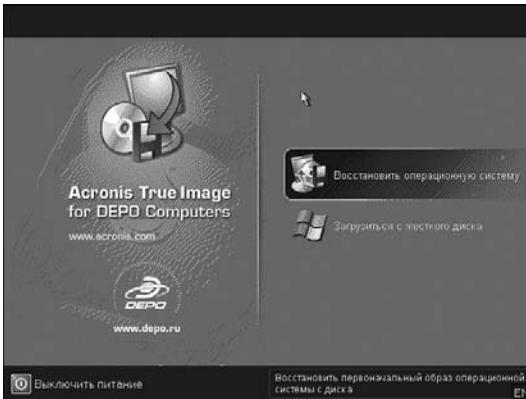 Acronis True Image
for DEPO Computers
www.acronis.com
DEPO
www.depo.ru
Восстановить операционную систему
Загрузиться с жесткого диска
Выключить питание
Восстановить первоначальный образ операционной
системы с диска
EN